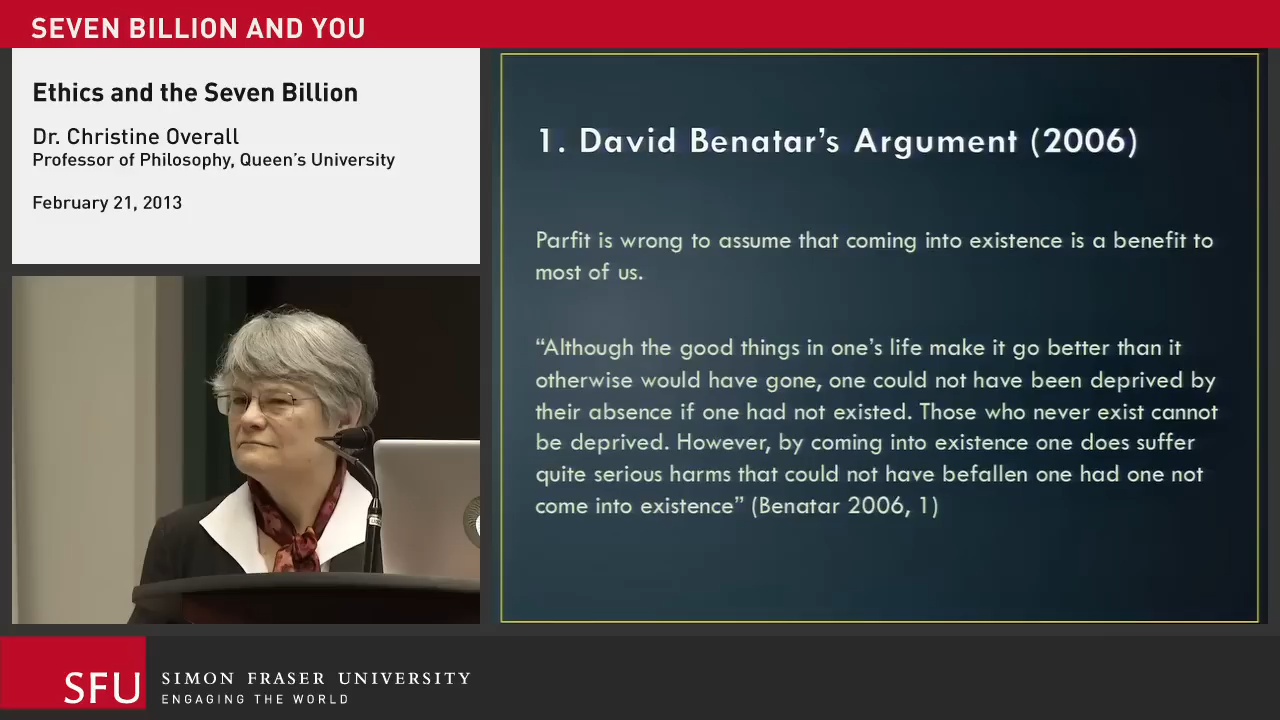 SEVEN BILLION AND YOU
Ethics and the Seven Billion
Dr. Christine Overall
Professor of Philosophy, Queen's University
February 21, 2013
1. David Benatar's Argument (2006)
Parfit is wrong to assume that coming into existence is a benefit to
most of us.
“Although the good things in one's life make it go better than it
otherwise would have gone, one could not have been deprived by
their absence if one had not existed. Those who never exist cannot
be deprived. However, by coming into existence one does suffer
quite serious harms that could not have befallen one had one not
come into existence” (Benatar 2006, 1)
SFU
SIMON FRASER UNIVERSITY
ENGAGING THE WORLD